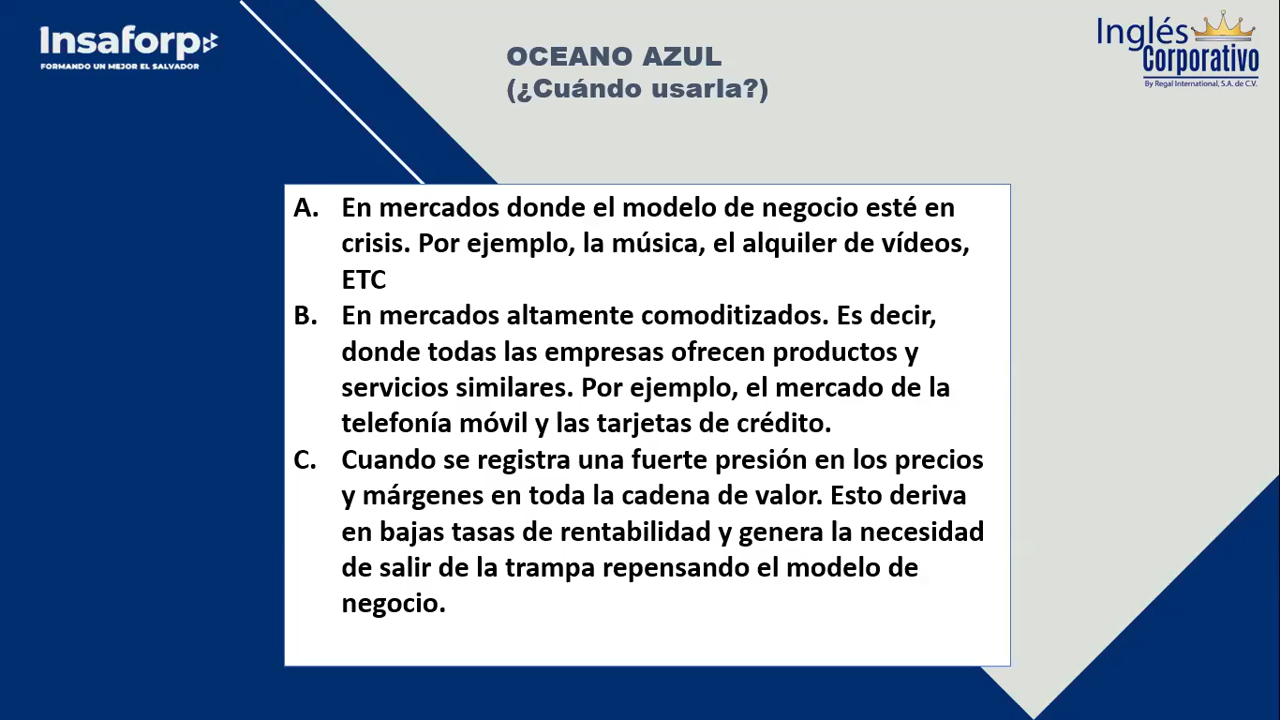 Insaforp
FORMANDO UN MEJOR EL SALVADOR
OCEANO AZUL
(¿Cuándo usarla?)
Inglés
Corporativo
By Regal International, S.A. de C.V.
A. En mercados donde el modelo de negocio esté en
crisis. Por ejemplo, la música, el alquiler de vídeos,
ETC
B. En mercados altamente comoditizados. Es decir,
donde todas las empresas ofrecen productos y
servicios similares. Por ejemplo, el mercado de la
telefonía móvil y las tarjetas de crédito.
C. Cuando se registra una fuerte presión en los precios
y márgenes en toda la cadena de valor. Esto deriva
en bajas tasas de rentabilidad y genera la necesidad
de salir de la trampa repensando el modelo de
negocio.